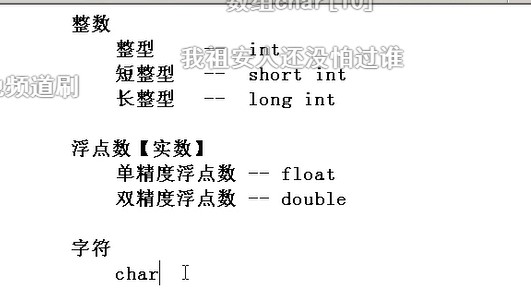 数组char[10]
整数
整型 -- int
我祖安人还没怕过谁
短整型 -- short int
频道刷
长整型 -- long int
浮点数【实数】
单精度浮点数 -- float
双精度浮点数 -- double
字符
char